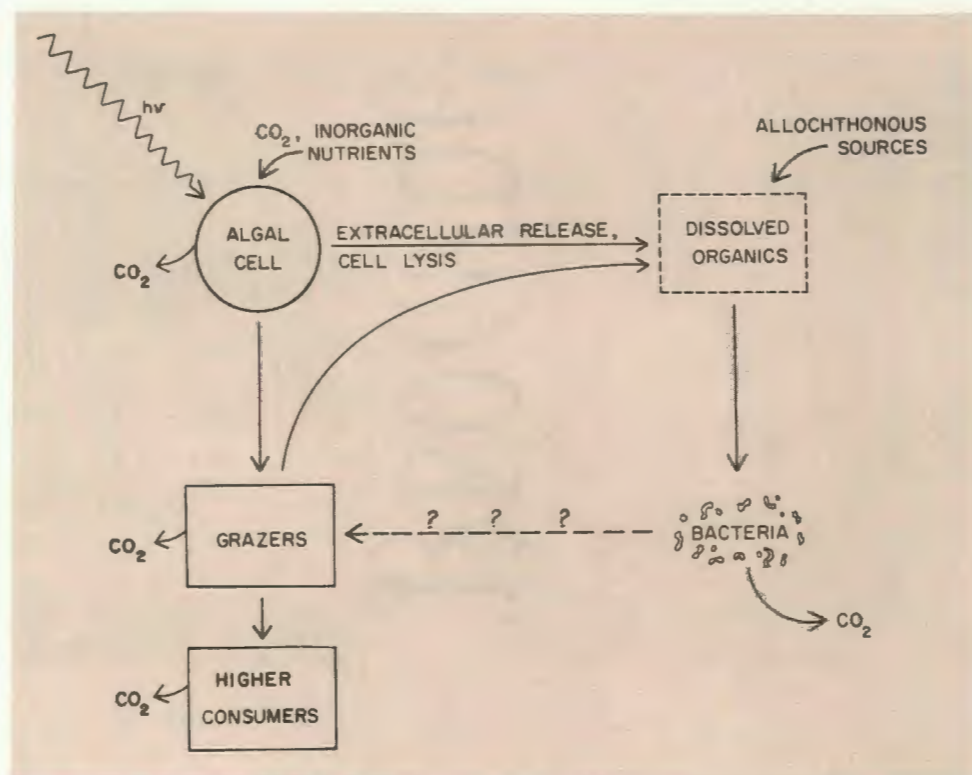 hν
CO₂, INORGANIC
NUTRIENTS
ALLOCHTHONOUS
SOURCES
ALGAL
CELL
CO₂
EXTRACELLULAR RELEASE,
CELL LYSIS
DISSOLVED
ORGANICS
GRAZERS
CO₂
? ? ?
BACTERIA
CO₂
HIGHER
CONSUMERS
CO₂